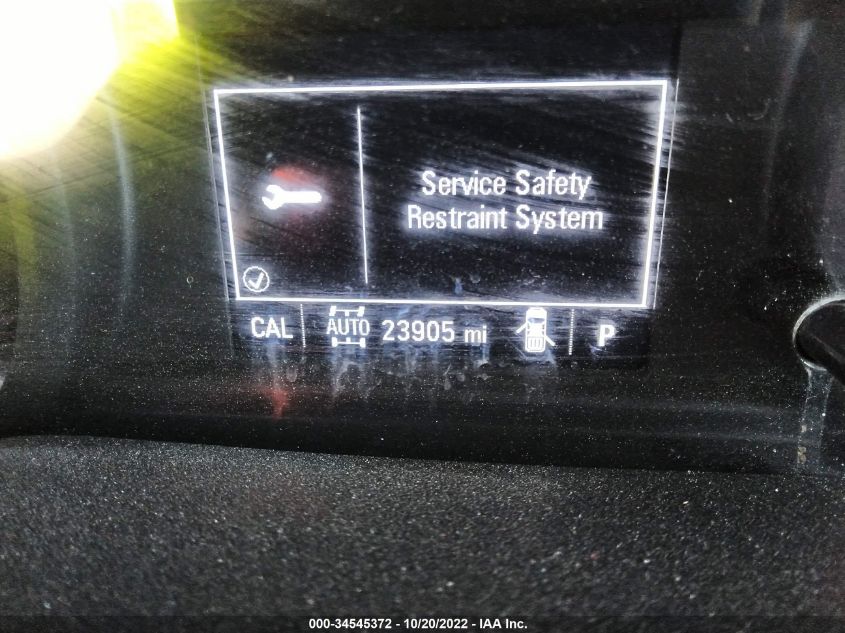 Service Safety
Restraint System
CAL AUTO 23905 mi P
000-34545372 - 10/20/2022 - IAA Inc.